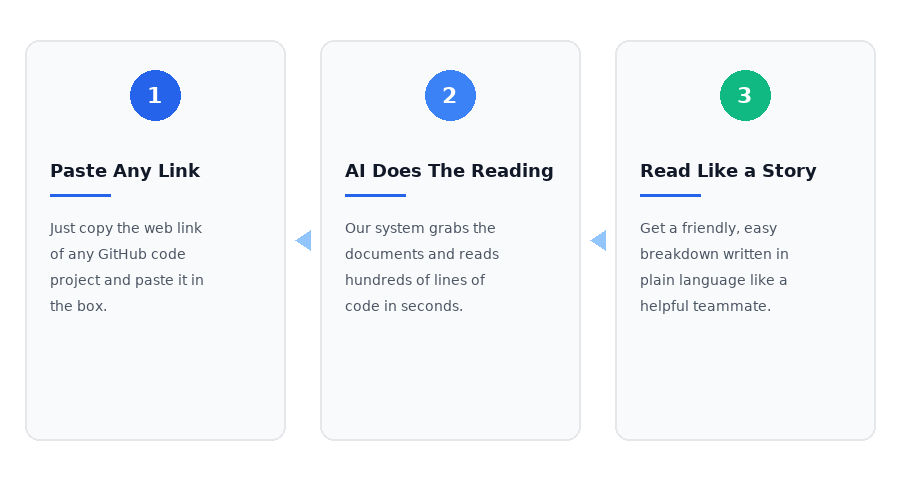 1
Paste Any Link
Just copy the web link
of any GitHub code
project and paste it in
the box.
2
AI Does The Reading
Our system grabs the
documents and reads
hundreds of lines of
code in seconds.
3
Read Like a Story
Get a friendly, easy
breakdown written in
plain language like a
helpful teammate.